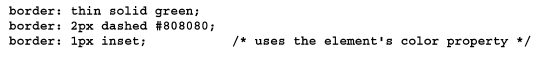 border: thin solid green;
border: 2px dashed #808080;
border: 1px inset;          /* uses the element's color property */